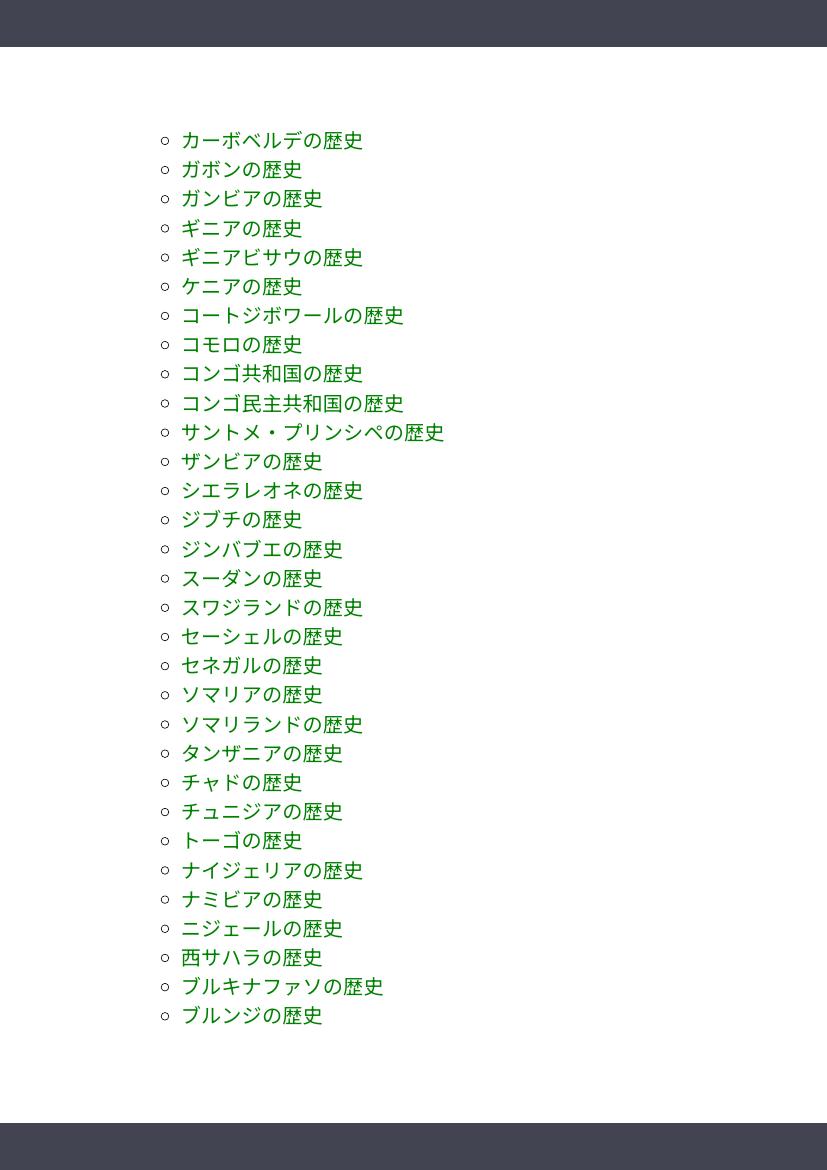 カーボベルデの歴史
ガボンの歴史
ガンビアの歴史
ギニアの歴史
ギニアビサウの歴史
ケニアの歴史
コートジボワールの歴史
コモロの歴史
コンゴ共和国の歴史
コンゴ民主共和国の歴史
サントメ・プリンシペの歴史
ザンビアの歴史
シエラレオネの歴史
ジブチの歴史
ジンバブエの歴史
スーダンの歴史
スワジランドの歴史
セーシェルの歴史
セネガルの歴史
ソマリアの歴史
ソマリランドの歴史
タンザニアの歴史
チャドの歴史
チュニジアの歴史
トーゴの歴史
ナイジェリアの歴史
ナミビアの歴史
ニジェールの歴史
西サハラの歴史
ブルキナファソの歴史
ブルンジの歴史